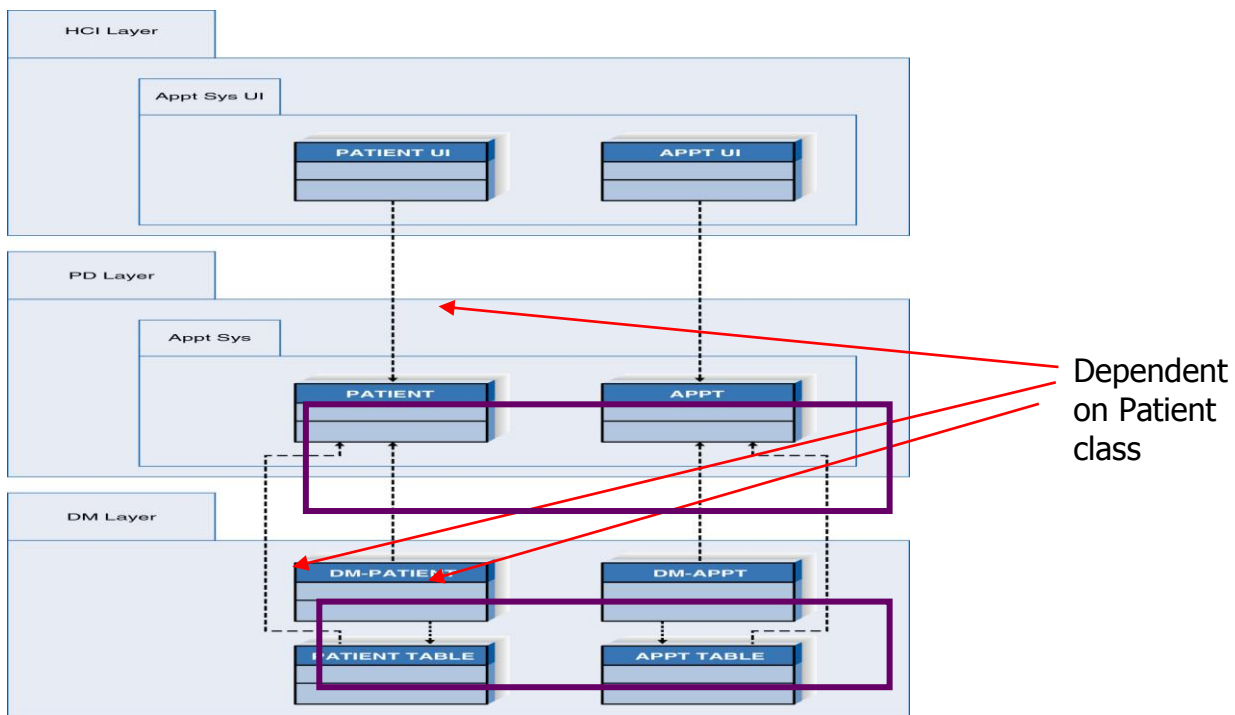 HCI Layer
Appt Sys UI
PATIENT UI
APPT UI
PD Layer
Appt Sys
PATIENT
APPT
Dependent
on Patient
class
DM Layer
DM-PATIENT
DM-APPT
PATIENT TABLE
APPT TABLE